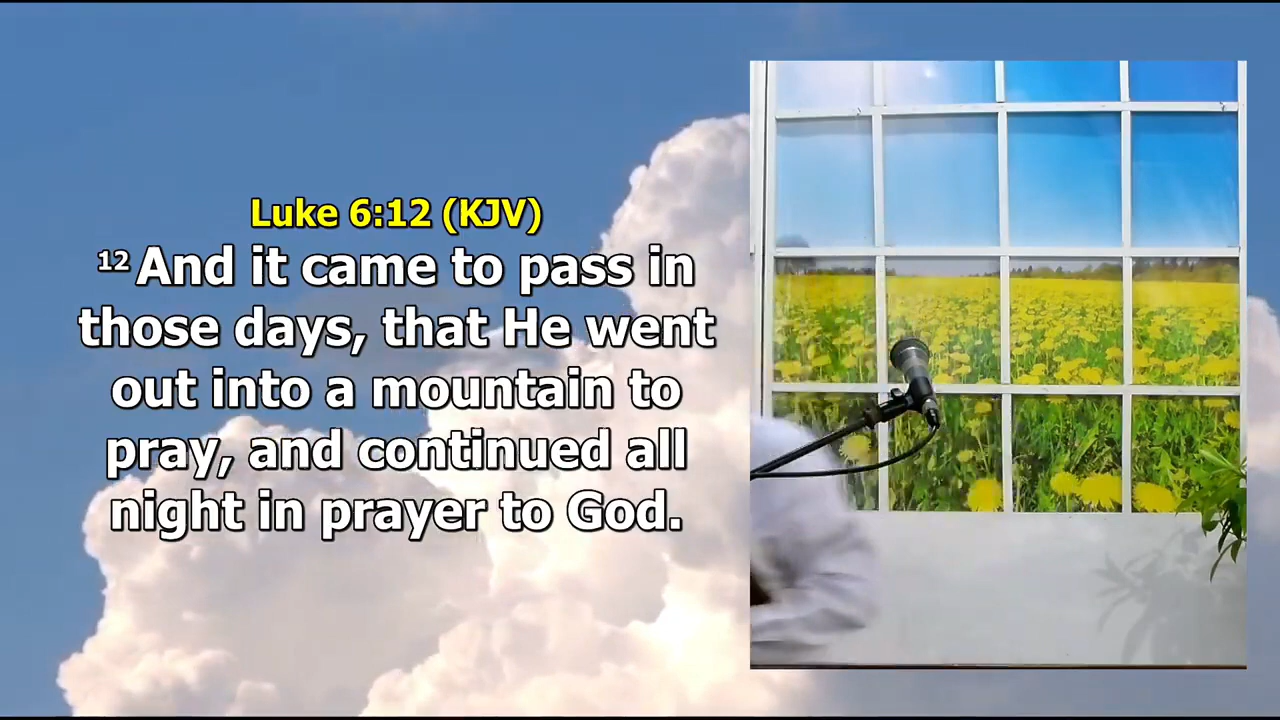 Luke 6:12 (KJV)
12 And it came to pass in
those days, that He went
out into a mountain to
pray, and continued all
night in prayer to God.